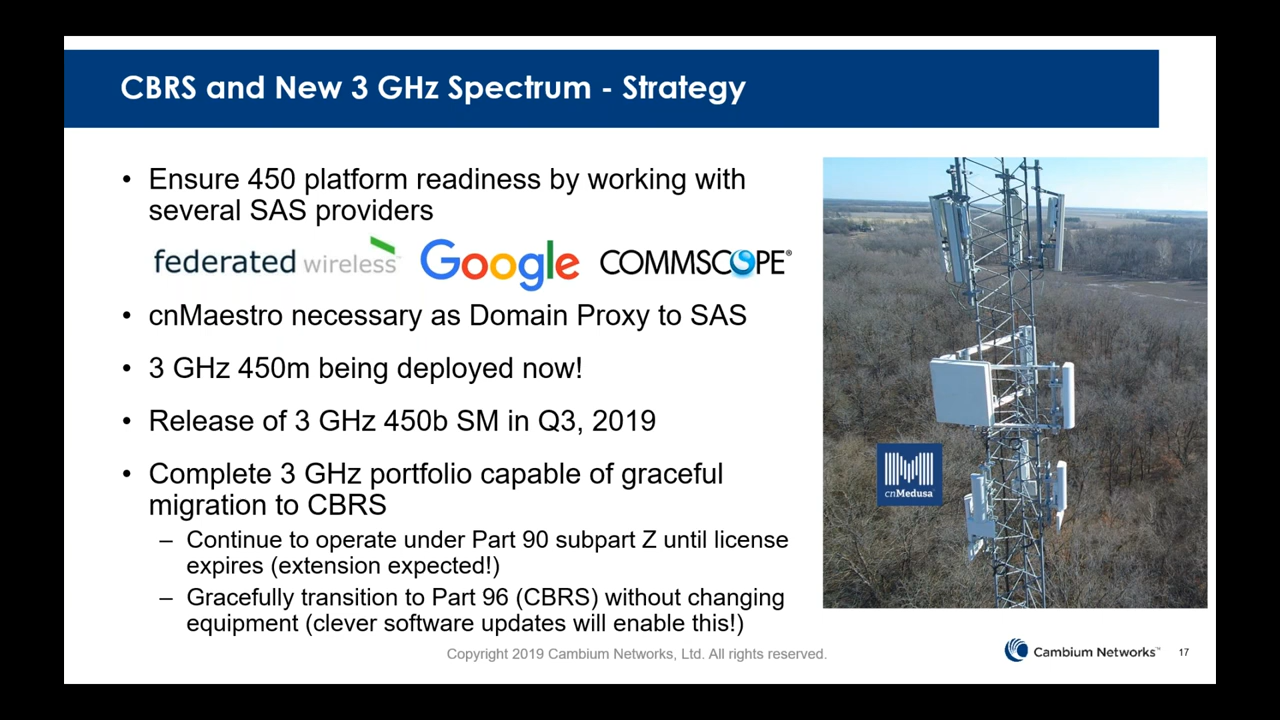 CBRS and New 3 GHz Spectrum - Strategy
• Ensure 450 platform readiness by working with
several SAS providers
federated wireless™ Google COMMSCOPE®
• cnMaestro necessary as Domain Proxy to SAS
• 3 GHz 450m being deployed now!
• Release of 3 GHz 450b SM in Q3, 2019
• Complete 3 GHz portfolio capable of graceful
migration to CBRS
– Continue to operate under Part 90 subpart Z until license
expires (extension expected!)
– Gracefully transition to Part 96 (CBRS) without changing
equipment (clever software updates will enable this!)
cnMedusa™
Copyright 2019 Cambium Networks, Ltd. All rights reserved.
Cambium Networks™
17